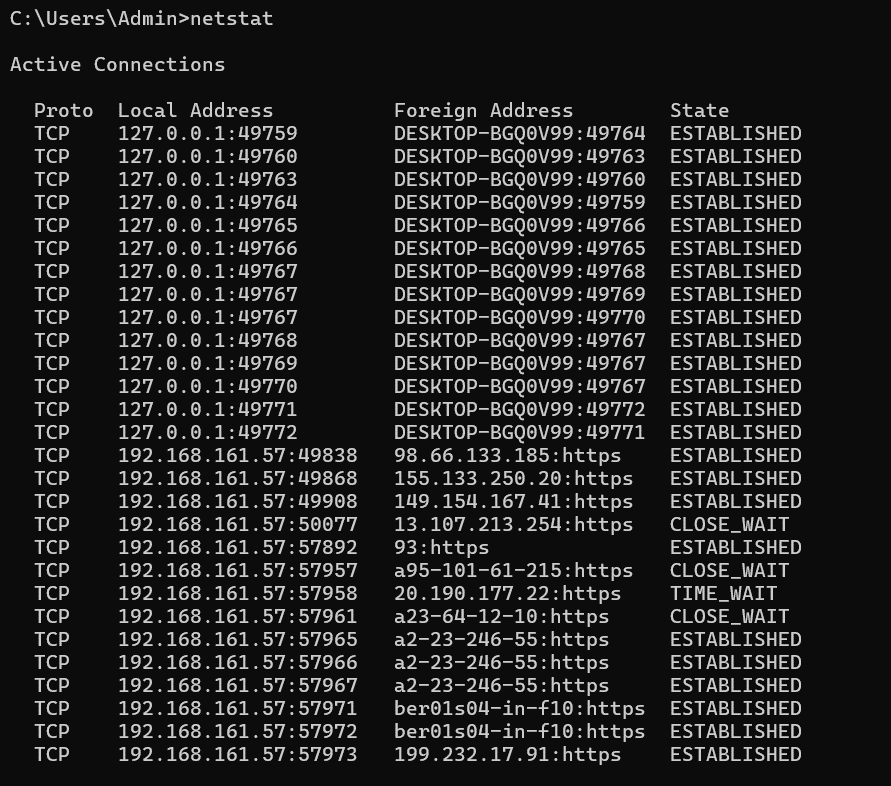 C:\Users\Admin>netstat
Active Connections
Proto  Local Address          Foreign Address        State
TCP    127.0.0.1:49759        DESKTOP-BGQ0V99:49764  ESTABLISHED
TCP    127.0.0.1:49760        DESKTOP-BGQ0V99:49763  ESTABLISHED
TCP    127.0.0.1:49763        DESKTOP-BGQ0V99:49760  ESTABLISHED
TCP    127.0.0.1:49764        DESKTOP-BGQ0V99:49759  ESTABLISHED
TCP    127.0.0.1:49765        DESKTOP-BGQ0V99:49766  ESTABLISHED
TCP    127.0.0.1:49766        DESKTOP-BGQ0V99:49765  ESTABLISHED
TCP    127.0.0.1:49767        DESKTOP-BGQ0V99:49768  ESTABLISHED
TCP    127.0.0.1:49767        DESKTOP-BGQ0V99:49769  ESTABLISHED
TCP    127.0.0.1:49767        DESKTOP-BGQ0V99:49770  ESTABLISHED
TCP    127.0.0.1:49768        DESKTOP-BGQ0V99:49767  ESTABLISHED
TCP    127.0.0.1:49769        DESKTOP-BGQ0V99:49767  ESTABLISHED
TCP    127.0.0.1:49770        DESKTOP-BGQ0V99:49767  ESTABLISHED
TCP    127.0.0.1:49771        DESKTOP-BGQ0V99:49772  ESTABLISHED
TCP    127.0.0.1:49772        DESKTOP-BGQ0V99:49771  ESTABLISHED
TCP    192.168.161.57:49838   98.66.133.185:https    ESTABLISHED
TCP    192.168.161.57:49868   155.133.250.20:https   ESTABLISHED
TCP    192.168.161.57:49908   149.154.167.41:https   ESTABLISHED
TCP    192.168.161.57:50077   13.107.213.254:https   CLOSE_WAIT
TCP    192.168.161.57:57892   93:https               ESTABLISHED
TCP    192.168.161.57:57957   a95-101-61-215:https   CLOSE_WAIT
TCP    192.168.161.57:57958   20.190.177.22:https    TIME_WAIT
TCP    192.168.161.57:57961   a23-64-12-10:https     CLOSE_WAIT
TCP    192.168.161.57:57965   a2-23-246-55:https     ESTABLISHED
TCP    192.168.161.57:57966   a2-23-246-55:https     ESTABLISHED
TCP    192.168.161.57:57967   a2-23-246-55:https     ESTABLISHED
TCP    192.168.161.57:57971   ber01s04-in-f10:https  ESTABLISHED
TCP    192.168.161.57:57972   ber01s04-in-f10:https  ESTABLISHED
TCP    192.168.161.57:57973   199.232.17.91:https    ESTABLISHED